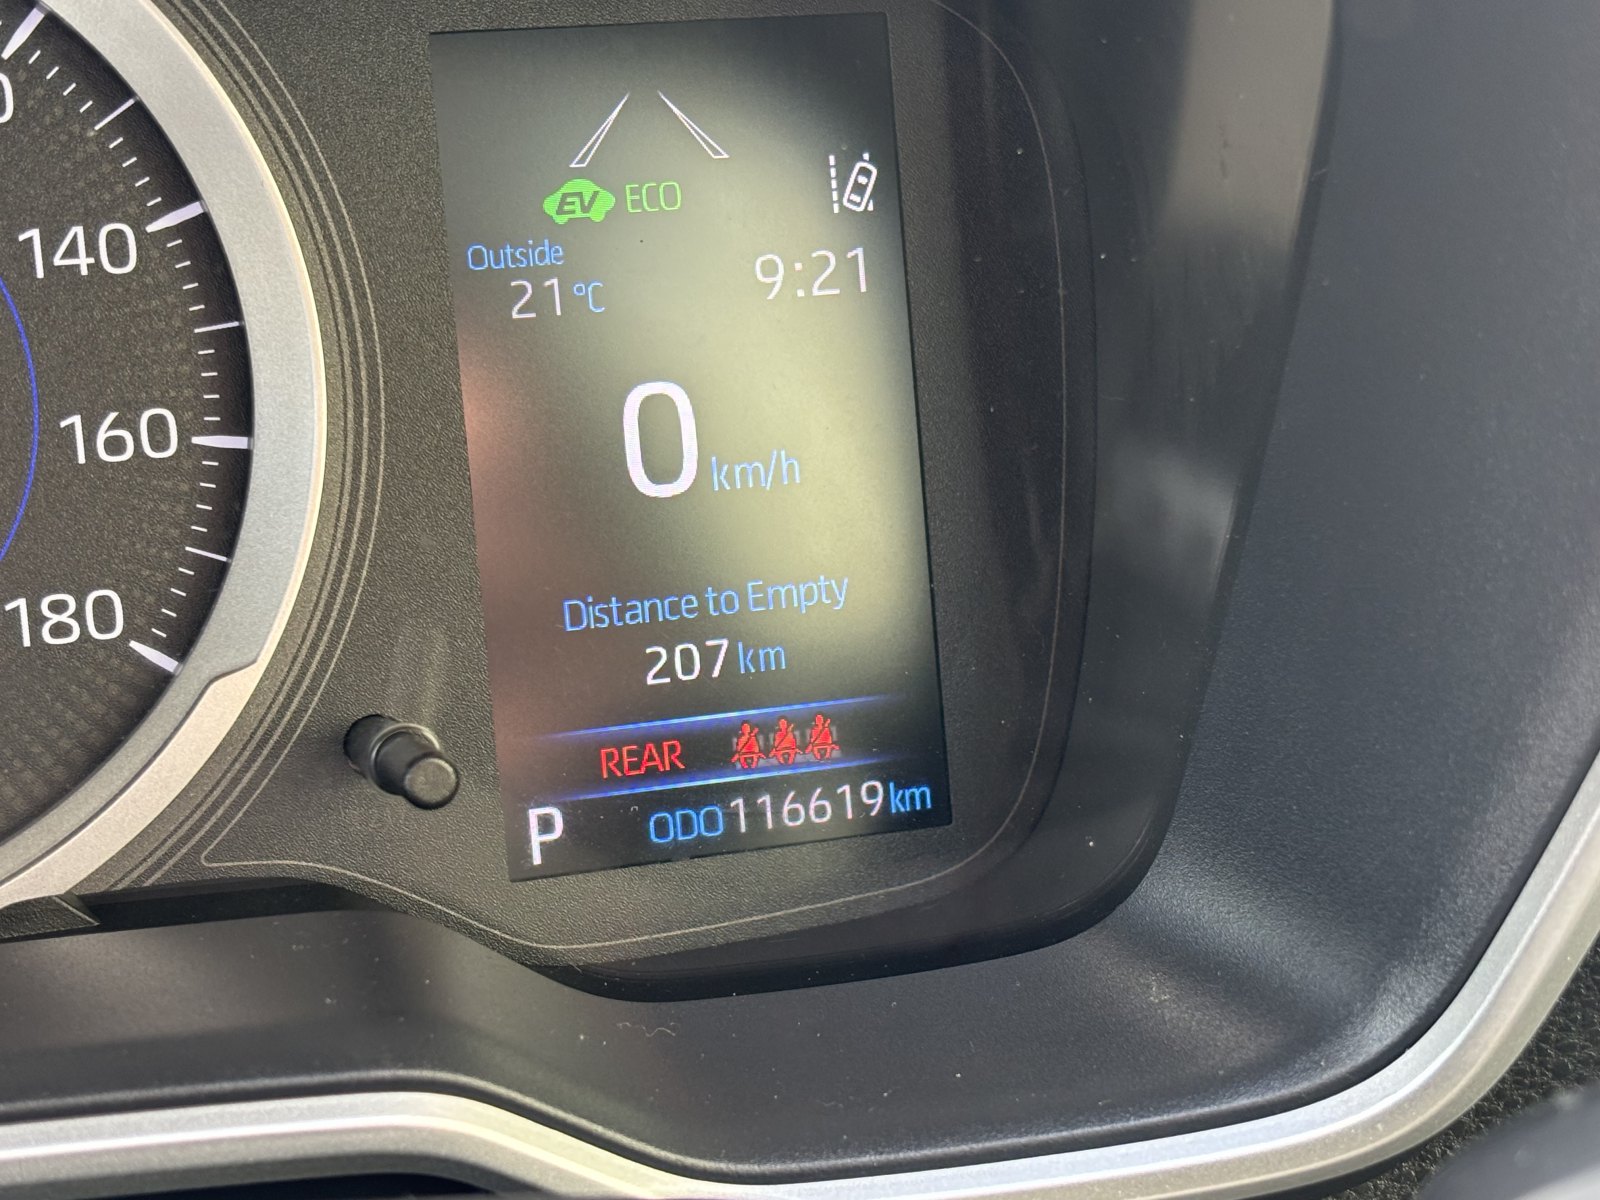 140
160
180
EV ECO
Outside
21°C 9:21
0 km/h
Distance to Empty
207 km
REAR
P ODO 116619 km